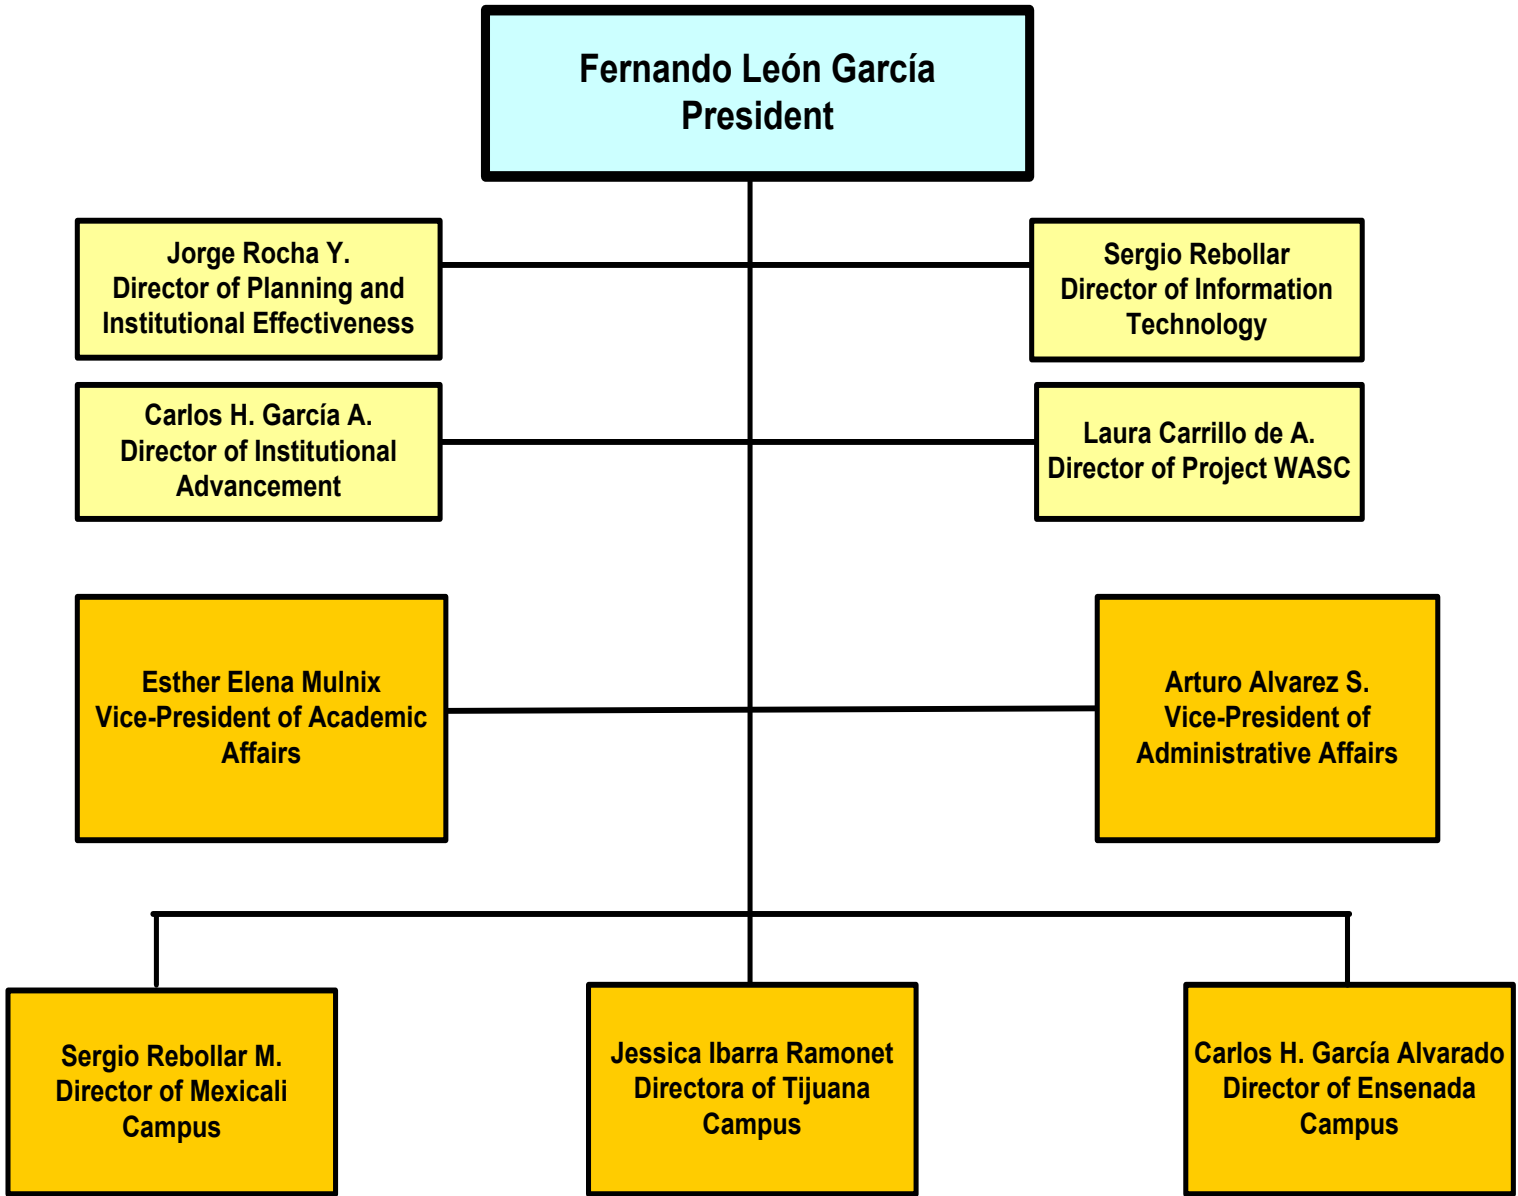 Fernando León García
President
Jorge Rocha Y.
Director of Planning and
Institutional Effectiveness
Sergio Rebollar
Director of Information
Technology
Carlos H. García A.
Director of Institutional
Advancement
Laura Carrillo de A.
Director of Project WASC
Esther Elena Mulnix
Vice-President of Academic
Affairs
Arturo Alvarez S.
Vice-President of
Administrative Affairs
Sergio Rebollar M.
Director of Mexicali
Campus
Jessica Ibarra Ramonet
Directora of Tijuana
Campus
Carlos H. García Alvarado
Director of Ensenada
Campus